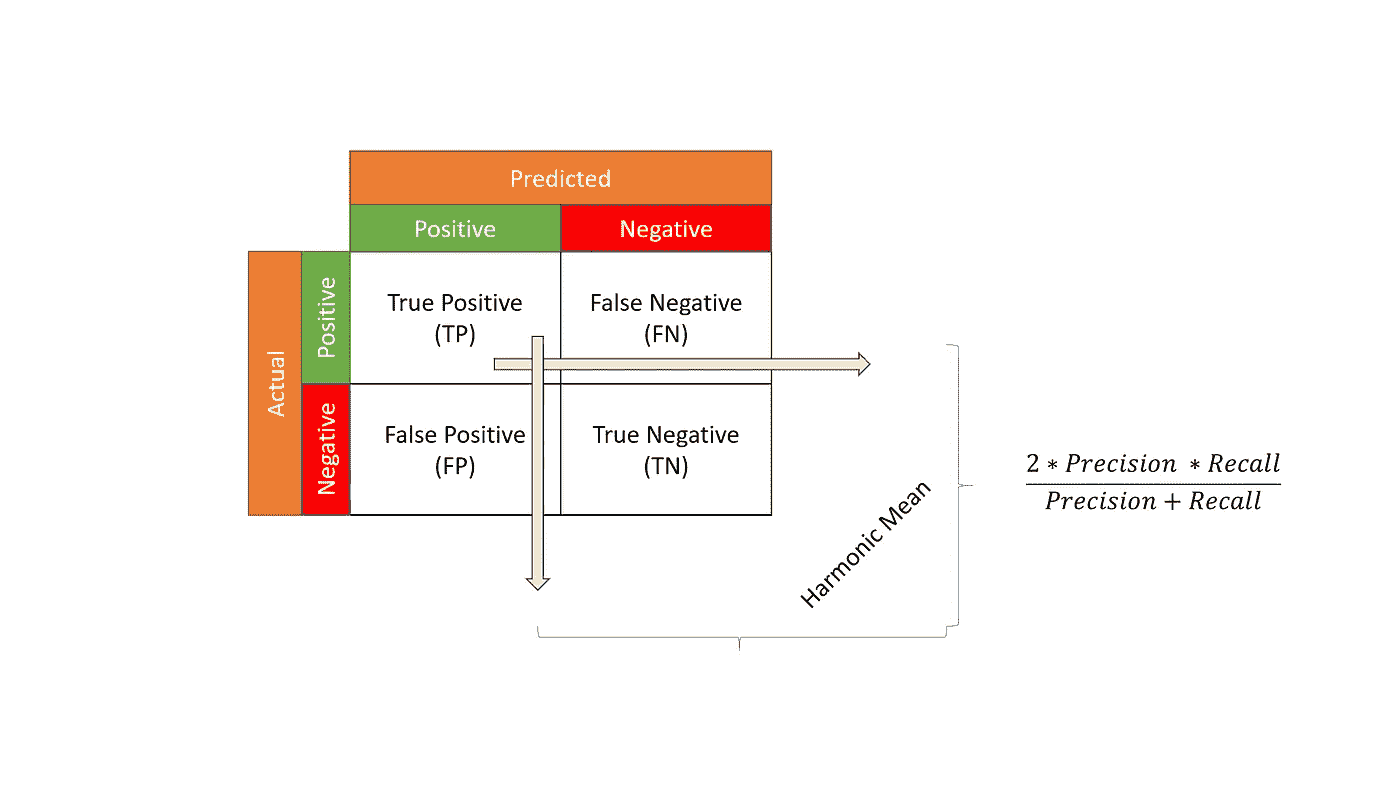 Predicted
Positive
Negative
Actual
Positive
True Positive
(TP)
False Negative
(FN)
Negative
False Positive
(FP)
True Negative
(TN)
Harmonic Mean
2 ∗ Precision ∗ Recall
Precision + Recall